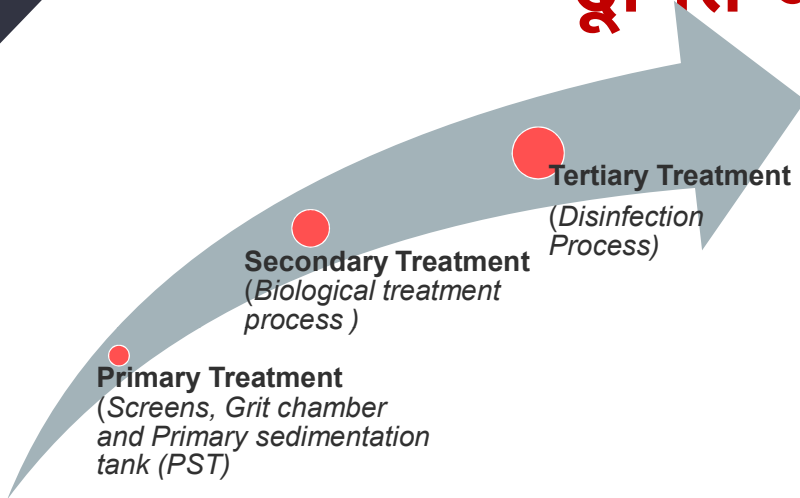 Tertiary Treatment
(Disinfection
Process)
Secondary Treatment
(Biological treatment
process )
Primary Treatment
(Screens, Grit chamber
and Primary sedimentation
tank (PST)